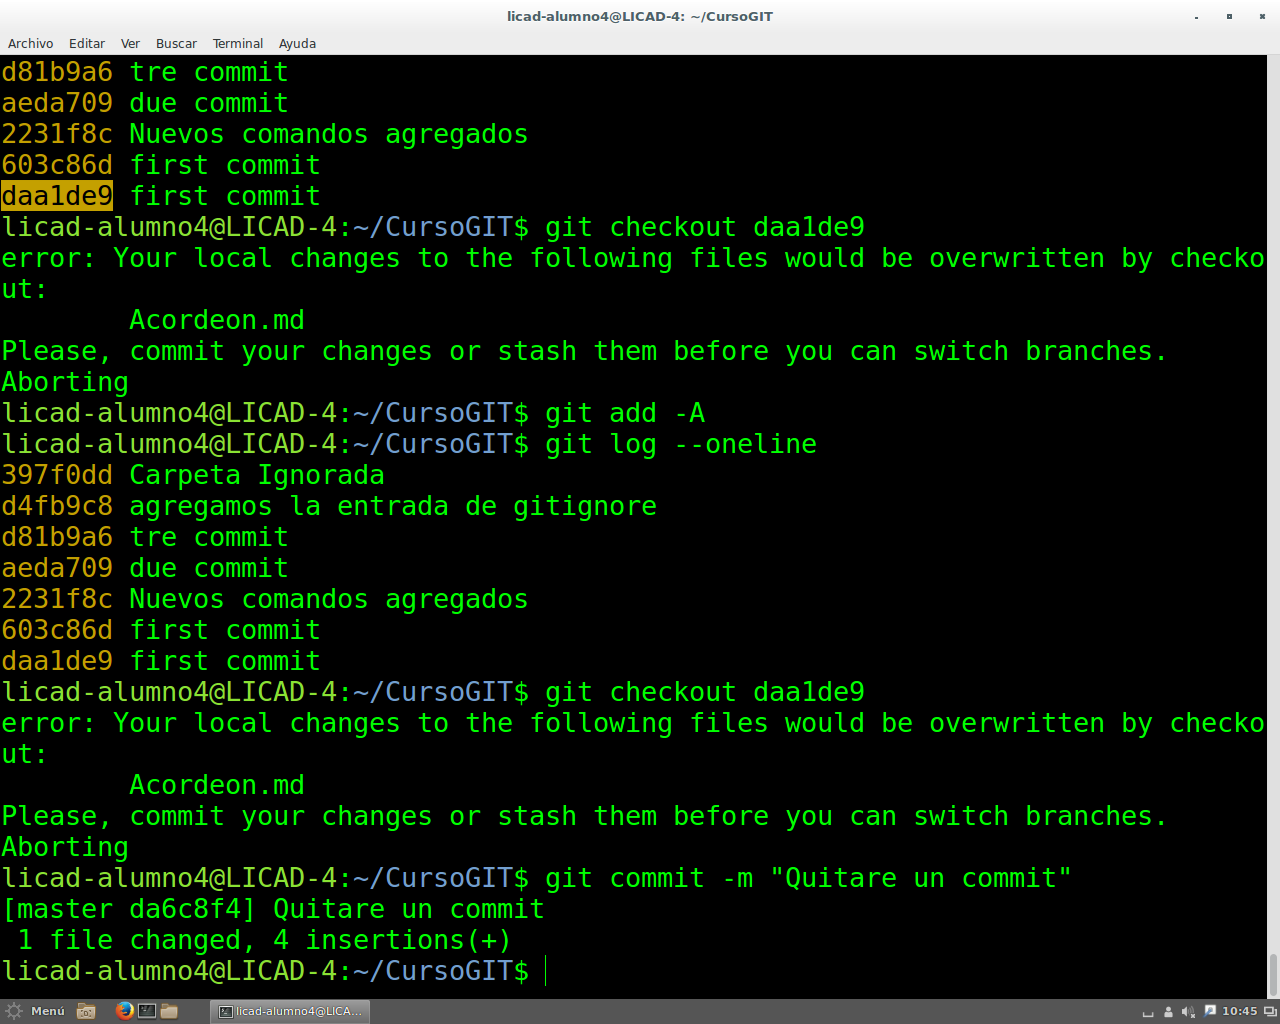 licad-alumno4@LICAD-4: ~/CursoGIT
Archivo Editar Ver Buscar Terminal Ayuda
d81b9a6 tre commit
aeda709 due commit
2231f8c Nuevos comandos agregados
603c86d first commit
daa1de9 first commit
licad-alumno4@LICAD-4:~/CursoGIT$ git checkout daa1de9
error: Your local changes to the following files would be overwritten by checko
ut:
Acordeon.md
Please, commit your changes or stash them before you can switch branches.
Aborting
licad-alumno4@LICAD-4:~/CursoGIT$ git add -A
licad-alumno4@LICAD-4:~/CursoGIT$ git log --oneline
397f0dd Carpeta Ignorada
d4fb9c8 agregamos la entrada de gitignore
d81b9a6 tre commit
aeda709 due commit
2231f8c Nuevos comandos agregados
603c86d first commit
daa1de9 first commit
licad-alumno4@LICAD-4:~/CursoGIT$ git checkout daa1de9
error: Your local changes to the following files would be overwritten by checko
ut:
Acordeon.md
Please, commit your changes or stash them before you can switch branches.
Aborting
licad-alumno4@LICAD-4:~/CursoGIT$ git commit -m "Quitare un commit"
[master da6c8f4] Quitare un commit
1 file changed, 4 insertions(+)
licad-alumno4@LICAD-4:~/CursoGIT$
Menú licad-alumno4@LICA... 10:45